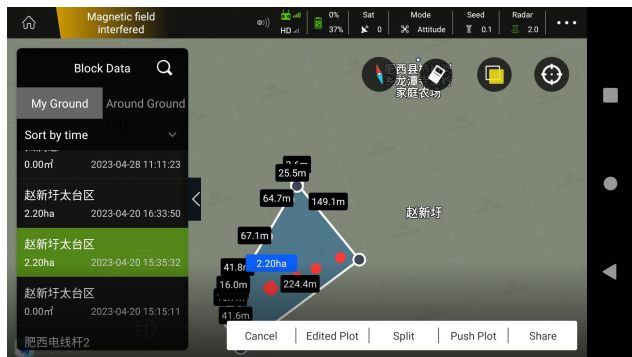 Magnetic field
interfered
HD
0%
37%
Sat
0
Mode
Attitude
Seed
0.1
Radar
2.0
Block Data
My Ground
Around Ground
Sort by time
0.00㎡
2023-04-28 11:11:23
赵新圩太台区
2.20ha
2023-04-20 16:33:50
赵新圩太台区
2.20ha
2023-04-20 15:35:32
赵新圩太台区
0.00㎡
2023-04-20 15:15:11
肥西电线杆2
肥西县
龙潭
家庭农场
赵新圩
25.5m
64.7m
149.1m
67.1m
41.8
2.20ha
16.0m
224.4m
41.6m
Cancel
Edited Plot
Split
Push Plot
Share